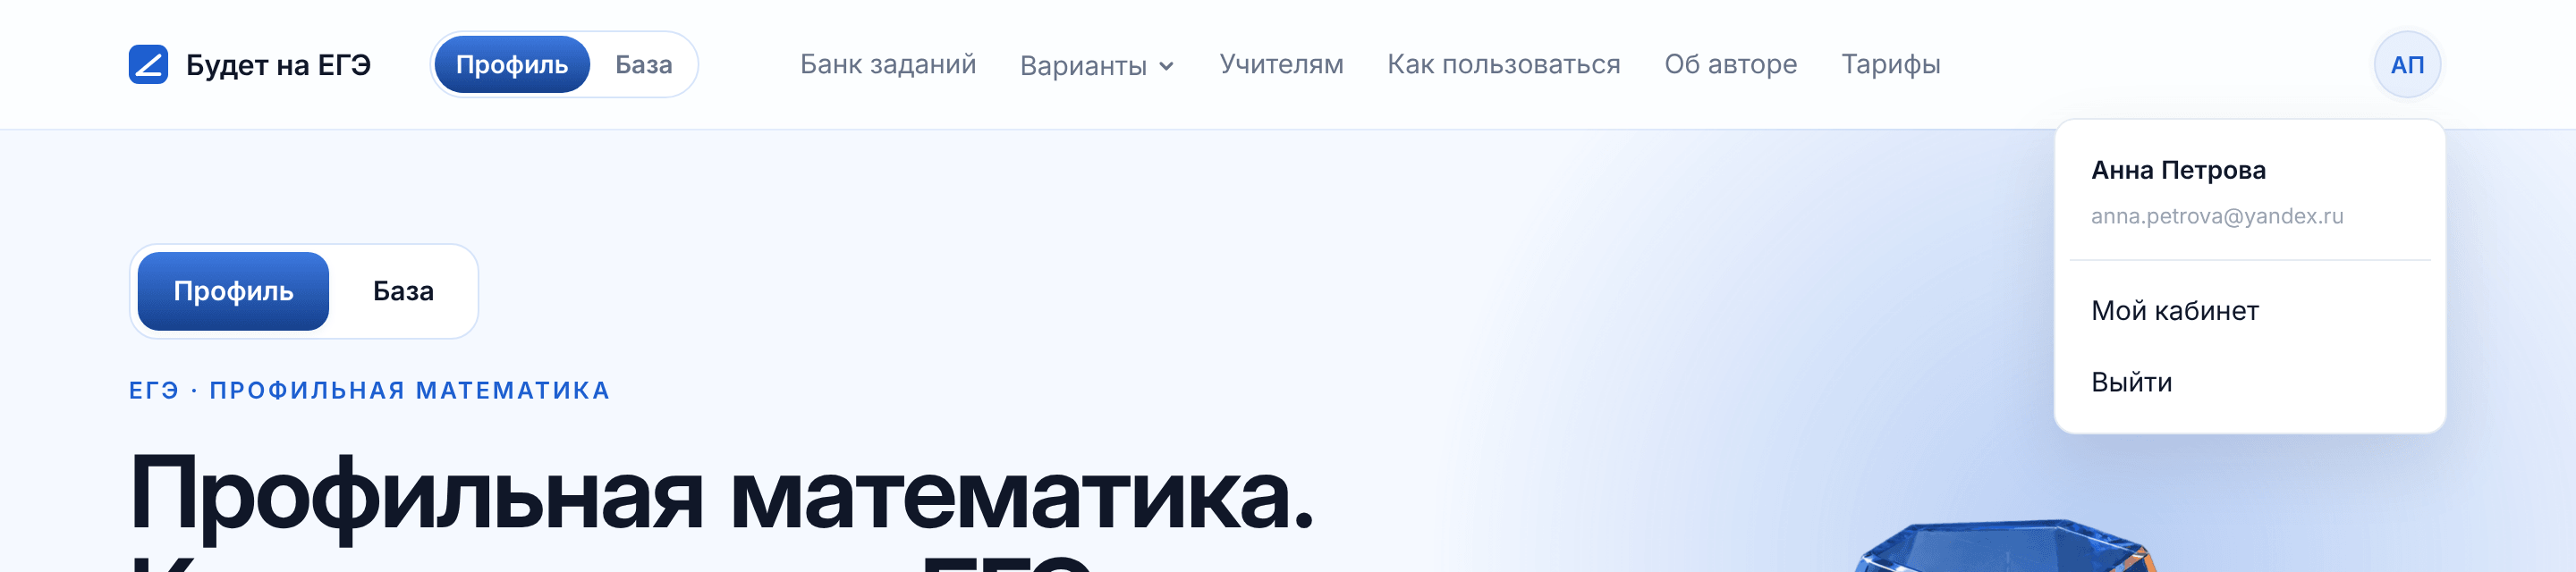 Будет на ЕГЭ
Профиль База
Банк заданий Варианты Учителям Как пользоваться Об авторе Тарифы
АП
Анна Петрова
anna.petrova@yandex.ru
Мой кабинет
Выйти
Профиль База
ЕГЭ · ПРОФИЛЬНАЯ МАТЕМАТИКА
Профильная математика.